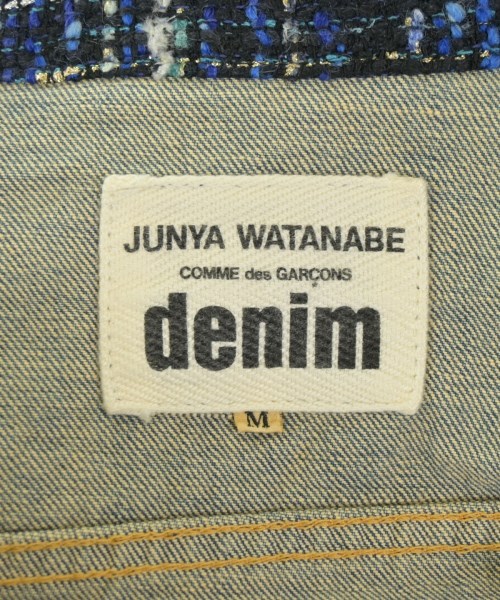 JUNYA WATANABE
COMME des GARÇONS
denim
M